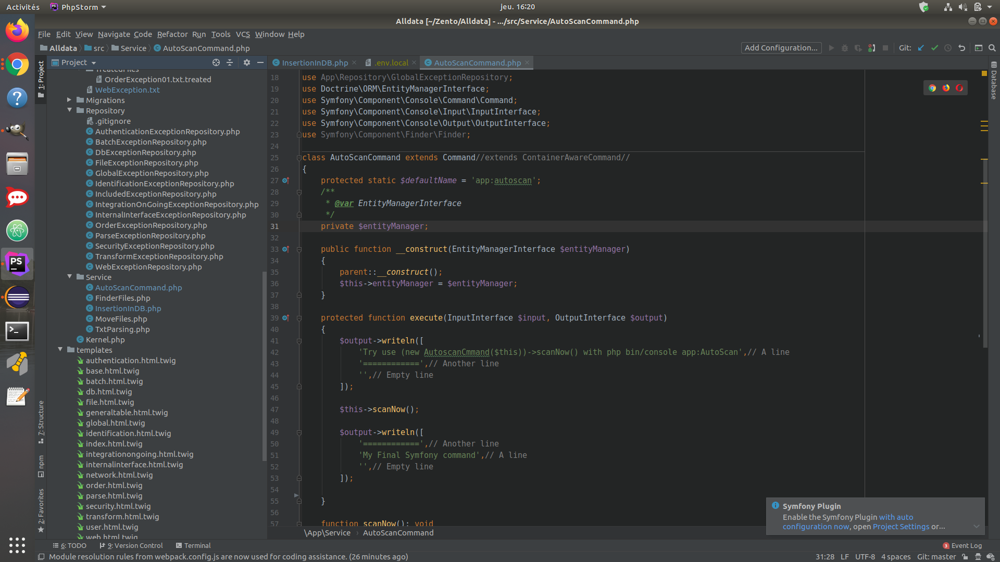 Activités PhpStorm jeu. 16:20
Alldata [~/Zento/Alldata] - .../src/Service/AutoScanCommand.php
File Edit View Navigate Code Refactor Run Tools VCS Window Help
Alldata src Service AutoScanCommand.php Add Configuration... Git:
Project
1: Project
7: Structure
npm
2: Favorites
OrderException01.txt.treated
WebException.txt
Migrations
Repository
.gitignore
AuthenticationExceptionRepository.php
BatchExceptionRepository.php
DbExceptionRepository.php
FileExceptionRepository.php
GlobalExceptionRepository.php
IdentificationExceptionRepository.php
IncludedExceptionRepository.php
IntegrationOnGoingExceptionRepository.php
InternalInterfaceExceptionRepository.php
OrderExceptionRepository.php
ParseExceptionRepository.php
SecurityExceptionRepository.php
TransformExceptionRepository.php
WebExceptionRepository.php
Service
AutoScanCommand.php
FinderFiles.php
InsertionInDB.php
MoveFiles.php
TxtParsing.php
Kernel.php
templates
authentication.html.twig
base.html.twig
batch.html.twig
db.html.twig
file.html.twig
generaltable.html.twig
global.html.twig
identification.html.twig
index.html.twig
integrationongoing.html.twig
internalinterface.html.twig
network.html.twig
order.html.twig
parse.html.twig
security.html.twig
transform.html.twig
user.html.twig
web.html.twig
InsertionInDB.php .env.local AutoScanCommand.php
18 use App\Repository\GlobalExceptionRepository;
19 use Doctrine\ORM\EntityManagerInterface;
20 use Symfony\Component\Console\Command\Command;
21 use Symfony\Component\Console\Input\InputInterface;
22 use Symfony\Component\Console\Output\OutputInterface;
23 use Symfony\Component\Finder\Finder;
24
25 class AutoScanCommand extends Command//extends ContainerAwareCommand//
26 {
27 protected static $defaultName = 'app:autoscan';
28 /**
29 * @var EntityManagerInterface
30 */
31 private $entityManager;
32
33 public function __construct(EntityManagerInterface $entityManager)
34 {
35 parent::__construct();
36 $this->entityManager = $entityManager;
37 }
38
39 protected function execute(InputInterface $input, OutputInterface $output)
40 {
41 $output->writeln([
42 'Try use (new AutoscanCmmand($this))->scanNow() with php bin/console app:AutoScan',// A line
43 '============',// Another line
44 '',// Empty line
45 ]);
46
47 $this->scanNow();
48
49 $output->writeln([
50 '============',// Another line
51 'My Final Symfony command',// A line
52 '',// Empty line
53 ]);
54
55 }
56
57 function scanNow(): void
\App\Service AutoScanCommand
Database
Symfony Plugin
Enable the Symfony Plugin with auto
configuration now, open Project Settings or...
6: TODO 9: Version Control Terminal 3 Event Log
Module resolution rules from webpack.config.js are now used for coding assistance. (26 minutes ago) 31:28 LF UTF-8 4 spaces Git: master